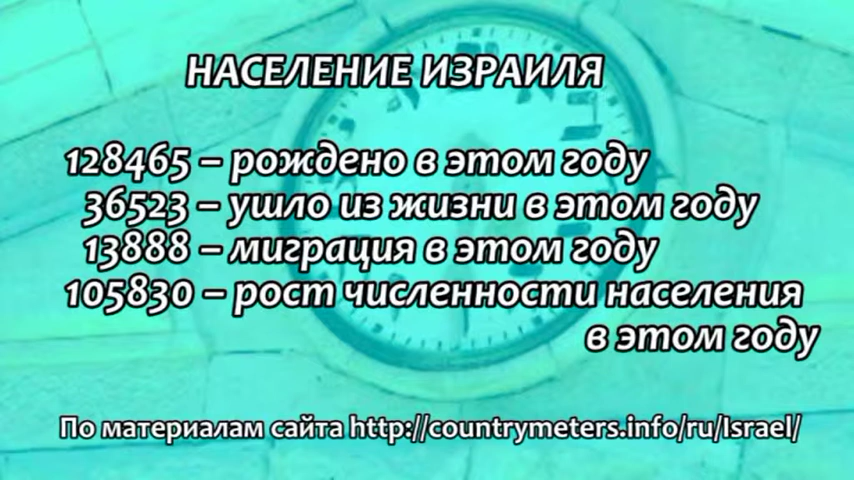 НАСЕЛЕНИЕ ИЗРАИЛЯ
128465 – рождено в этом году
36523 – ушло из жизни в этом году
13888 – миграция в этом году
105830 – рост численности населения
в этом году
По материалам сайта http://countrymeters.info/ru/Israel/